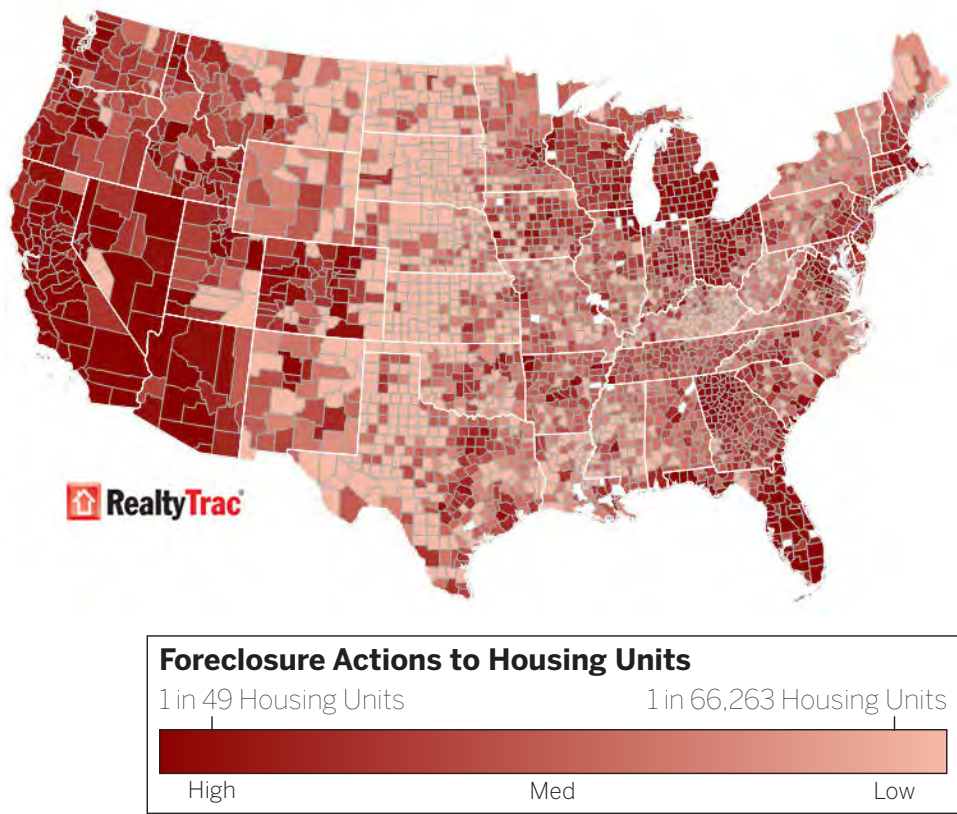 RealtyTrac
Foreclosure Actions to Housing Units
1 in 49 Housing Units 1 in 66,263 Housing Units
High Med Low